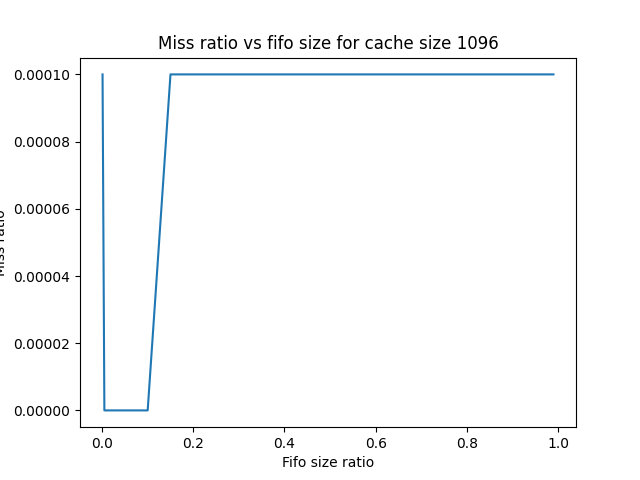 Miss ratio vs fifo size for cache size 1096
0.00010
0.00008
0.00006
0.00004
0.00002
0.00000
Miss ratio
0.0 0.2 0.4 0.6 0.8 1.0
Fifo size ratio